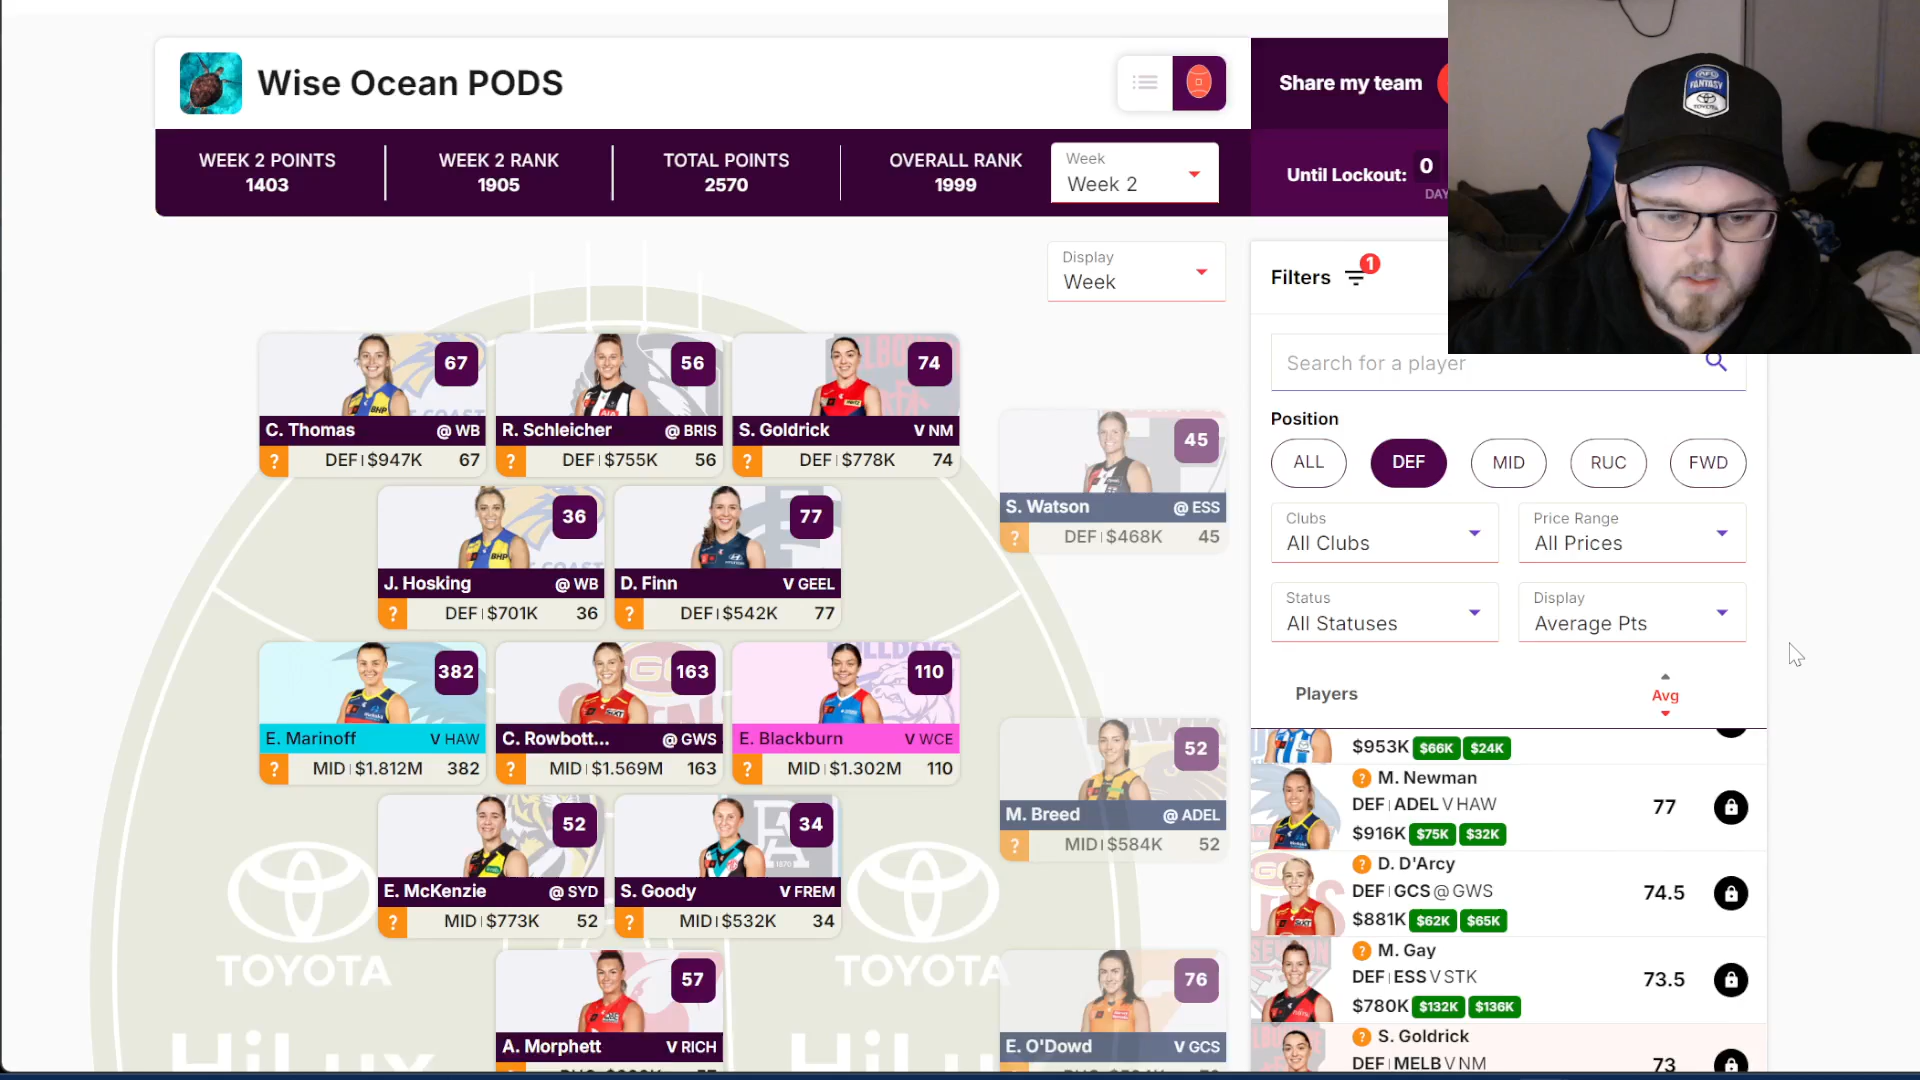 Wise Ocean PODS
Share my team
WEEK 2 POINTS
1403
WEEK 2 RANK
1905
TOTAL POINTS
2570
OVERALL RANK
1999
Week
Week 2
Until Lockout:
0
DAY
Display
Week
Filters
1
Search for a player
Position
ALL
DEF
MID
RUC
FWD
Clubs
All Clubs
Price Range
All Prices
Status
All Statuses
Display
Average Pts
Players
Avg
67
C. Thomas @ WB
? DEF $947K 67
56
R. Schleicher @ BRIS
? DEF $755K 56
74
S. Goldrick V NM
? DEF $778K 74
45
S. Watson @ ESS
? DEF $468K 45
36
J. Hosking @ WB
? DEF $701K 36
77
D. Finn V GEEL
? DEF $542K 77
382
E. Marinoff V HAW
? MID $1.812M 382
163
C. Rowbott... @ GWS
? MID $1.569M 163
110
E. Blackburn V WCE
? MID $1.302M 110
52
M. Breed @ ADEL
? MID $584K 52
52
E. McKenzie @ SYD
? MID $773K 52
34
S. Goody V FREM
? MID $532K 34
57
A. Morphett V RICH
76
E. O'Dowd V GCS
TOYOTA
TOYOTA
HiLux
$953K $66K $24K
? M. Newman
DEF ADEL V HAW
77
$916K $75K $32K
? D. D'Arcy
DEF GCS @ GWS
74.5
$881K $62K $65K
? M. Gay
DEF ESS V STK
73.5
$780K $132K $136K
? S. Goldrick
DEF MELB V NM
73
FANTASY
TOYOTA